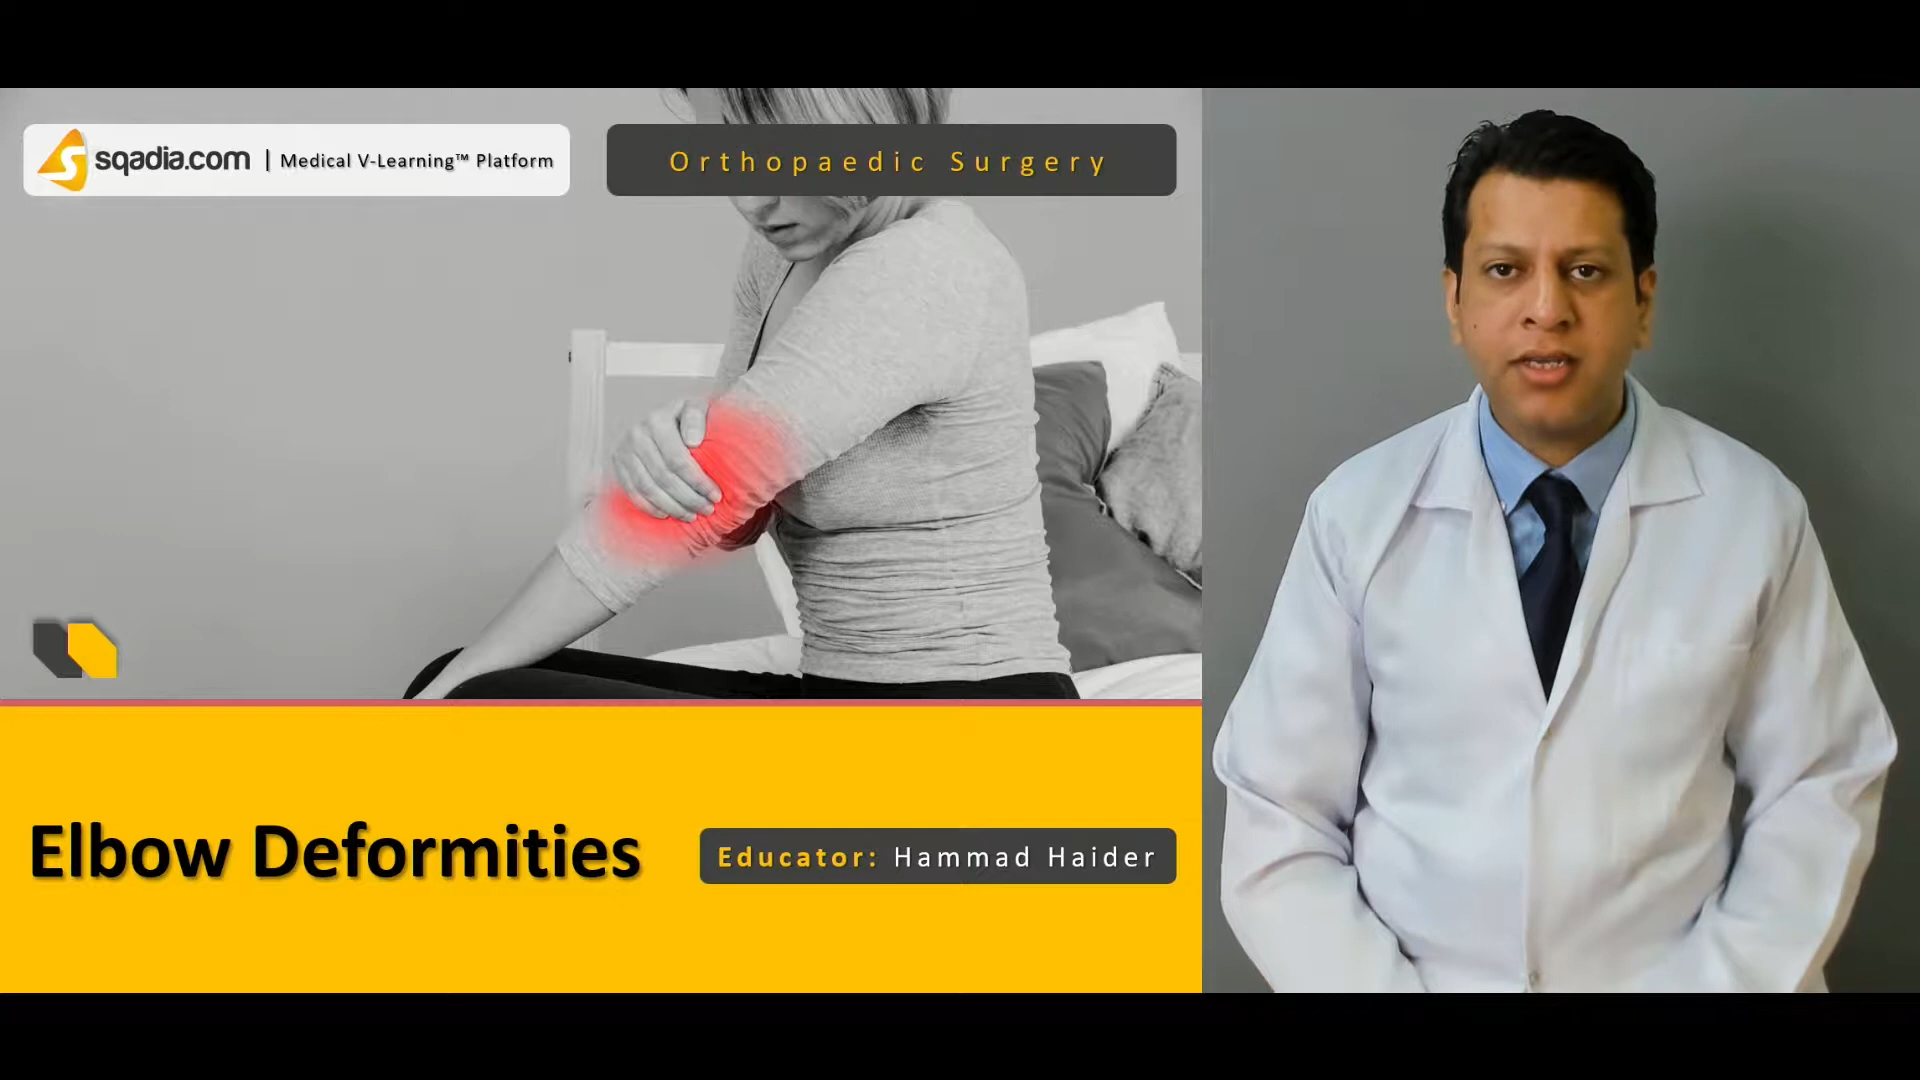 sqadia.com | Medical V-Learning™ Platform
Orthopaedic Surgery
Elbow Deformities
Educator: Hammad Haider